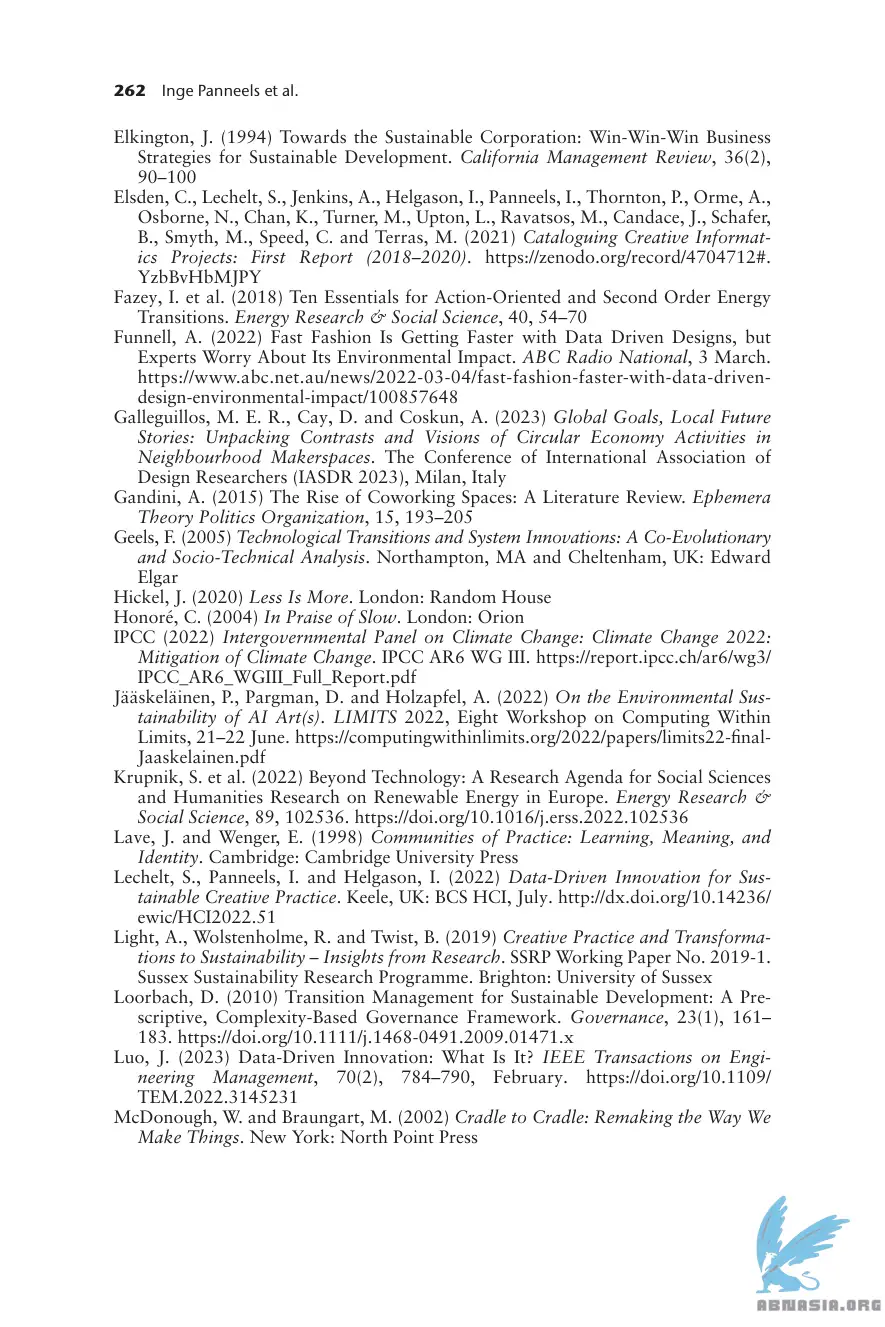 262 Inge Panneels et al.
Elkington, J. (1994) Towards the Sustainable Corporation: Win-Win-Win Business
Strategies for Sustainable Development. California Management Review, 36(2),
90–100
Elsden, C., Lechelt, S., Jenkins, A., Helgason, I., Panneels, I., Thornton, P., Orme, A.,
Osborne, N., Chan, K., Turner, M., Upton, L., Ravatsos, M., Candace, J., Schafer,
B., Smyth, M., Speed, C. and Terras, M. (2021) Cataloguing Creative Informat-
ics Projects: First Report (2018–2020). https://zenodo.org/record/4704712#.
YzbBvHbMJPY
Fazey, I. et al. (2018) Ten Essentials for Action-Oriented and Second Order Energy
Transitions. Energy Research & Social Science, 40, 54–70
Funnell, A. (2022) Fast Fashion Is Getting Faster with Data Driven Designs, but
Experts Worry About Its Environmental Impact. ABC Radio National, 3 March.
https://www.abc.net.au/news/2022-03-04/fast-fashion-faster-with-data-driven-
design-environmental-impact/100857648
Galleguillos, M. E. R., Cay, D. and Coskun, A. (2023) Global Goals, Local Future
Stories: Unpacking Contrasts and Visions of Circular Economy Activities in
Neighbourhood Makerspaces. The Conference of International Association of
Design Researchers (IASDR 2023), Milan, Italy
Gandini, A. (2015) The Rise of Coworking Spaces: A Literature Review. Ephemera
Theory Politics Organization, 15, 193–205
Geels, F. (2005) Technological Transitions and System Innovations: A Co-Evolutionary
and Socio-Technical Analysis. Northampton, MA and Cheltenham, UK: Edward
Elgar
Hickel, J. (2020) Less Is More. London: Random House
Honoré, C. (2004) In Praise of Slow. London: Orion
IPCC (2022) Intergovernmental Panel on Climate Change: Climate Change 2022:
Mitigation of Climate Change. IPCC AR6 WG III. https://report.ipcc.ch/ar6/wg3/
IPCC_AR6_WGIII_Full_Report.pdf
Jääskeläinen, P., Pargman, D. and Holzapfel, A. (2022) On the Environmental Sus-
tainability of AI Art(s). LIMITS 2022, Eight Workshop on Computing Within
Limits, 21–22 June. https://computingwithinlimits.org/2022/papers/limits22-final-
Jaaskelainen.pdf
Krupnik, S. et al. (2022) Beyond Technology: A Research Agenda for Social Sciences
and Humanities Research on Renewable Energy in Europe. Energy Research &
Social Science, 89, 102536. https://doi.org/10.1016/j.erss.2022.102536
Lave, J. and Wenger, E. (1998) Communities of Practice: Learning, Meaning, and
Identity. Cambridge: Cambridge University Press
Lechelt, S., Panneels, I. and Helgason, I. (2022) Data-Driven Innovation for Sus-
tainable Creative Practice. Keele, UK: BCS HCI, July. http://dx.doi.org/10.14236/
ewic/HCI2022.51
Light, A., Wolstenholme, R. and Twist, B. (2019) Creative Practice and Transforma-
tions to Sustainability – Insights from Research. SSRP Working Paper No. 2019-1.
Sussex Sustainability Research Programme. Brighton: University of Sussex
Loorbach, D. (2010) Transition Management for Sustainable Development: A Pre-
scriptive, Complexity-Based Governance Framework. Governance, 23(1), 161–
183. https://doi.org/10.1111/j.1468-0491.2009.01471.x
Luo, J. (2023) Data-Driven Innovation: What Is It? IEEE Transactions on Engi-
neering Management, 70(2), 784–790, February. https://doi.org/10.1109/
TEM.2022.3145231
McDonough, W. and Braungart, M. (2002) Cradle to Cradle: Remaking the Way We
Make Things. New York: North Point Press
ABNASIA.ORG